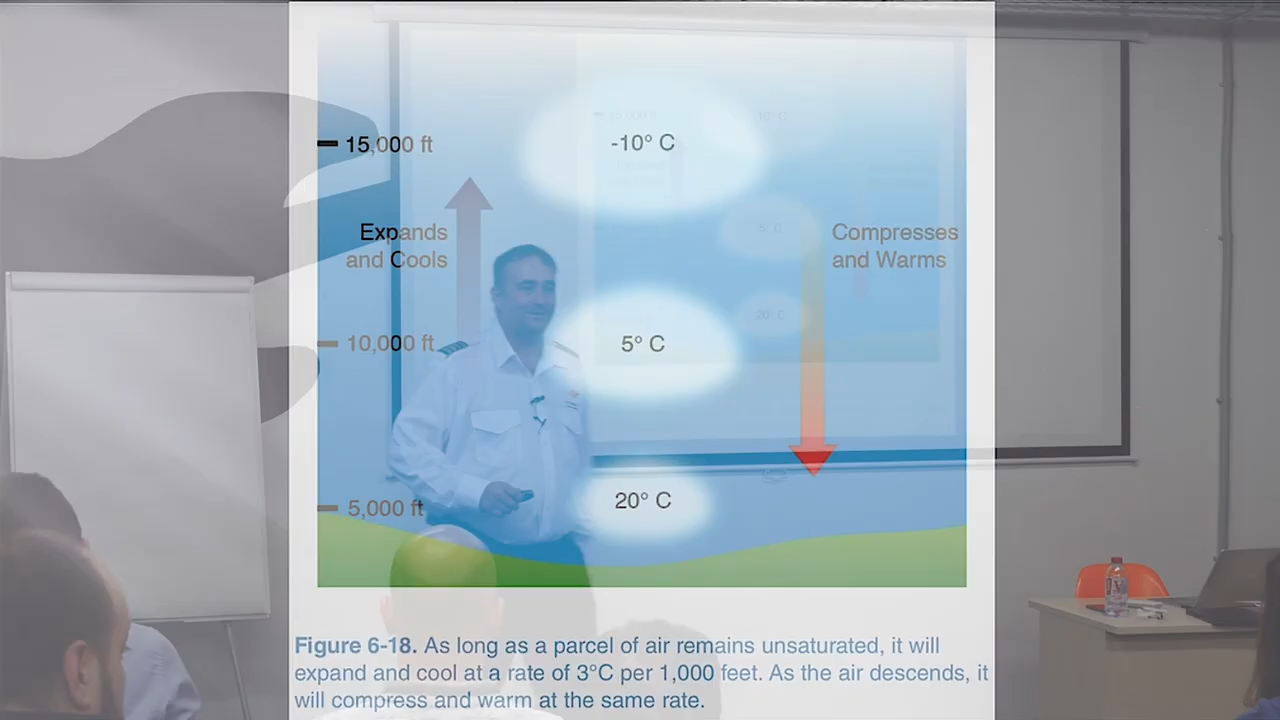 15,000 ft
-10° C
Expands
and Cools
Compresses
and Warms
10,000 ft
5° C
5,000 ft
20° C
Figure 6-18. As long as a parcel of air remains unsaturated, it will
expand and cool at a rate of 3°C per 1,000 feet. As the air descends, it
will compress and warm at the same rate.